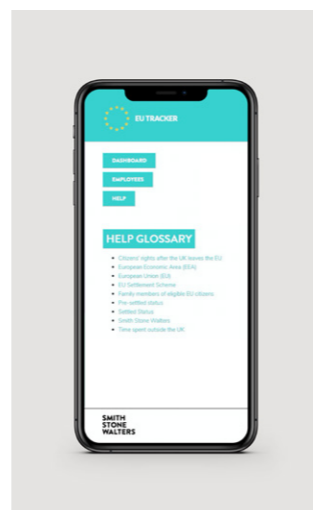 EU TRACKER
DASHBOARD
EMPLOYEES
HELP
HELP GLOSSARY
Citizens' rights after the UK leaves the EU
European Economic Area (EEA)
European Union (EU)
EU Settlement Scheme
Family members of eligible EU citizens
Pre-settled status
Settled Status
Smith Stone Walters
Time spent outside the UK
SMITH
STONE
WALTERS